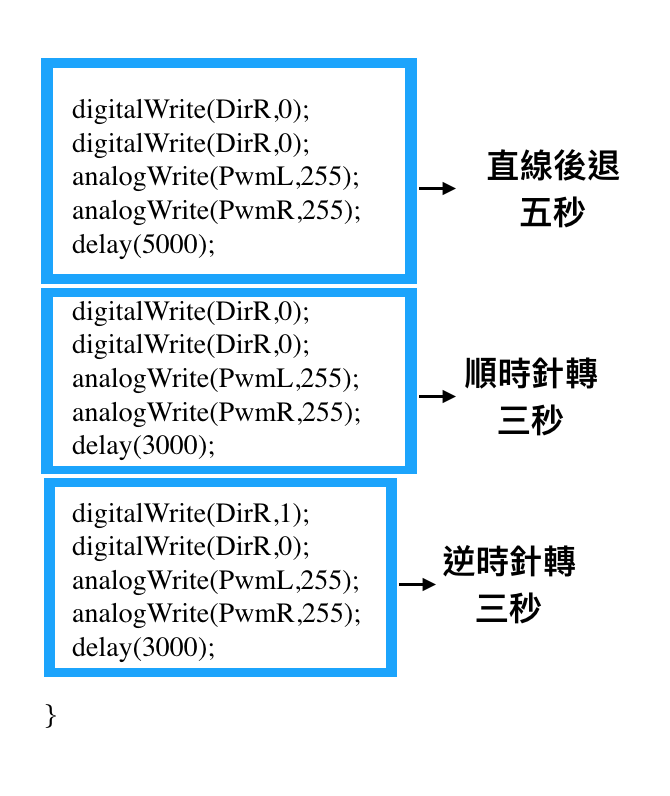 digitalWrite(DirR,0);
digitalWrite(DirR,0);
analogWrite(PwmL,255);
analogWrite(PwmR,255);
delay(5000);
直線後退
五秒
digitalWrite(DirR,0);
digitalWrite(DirR,0);
analogWrite(PwmL,255);
analogWrite(PwmR,255);
delay(3000);
順時針轉
三秒
digitalWrite(DirR,1);
digitalWrite(DirR,0);
analogWrite(PwmL,255);
analogWrite(PwmR,255);
delay(3000);
逆時針轉
三秒
}